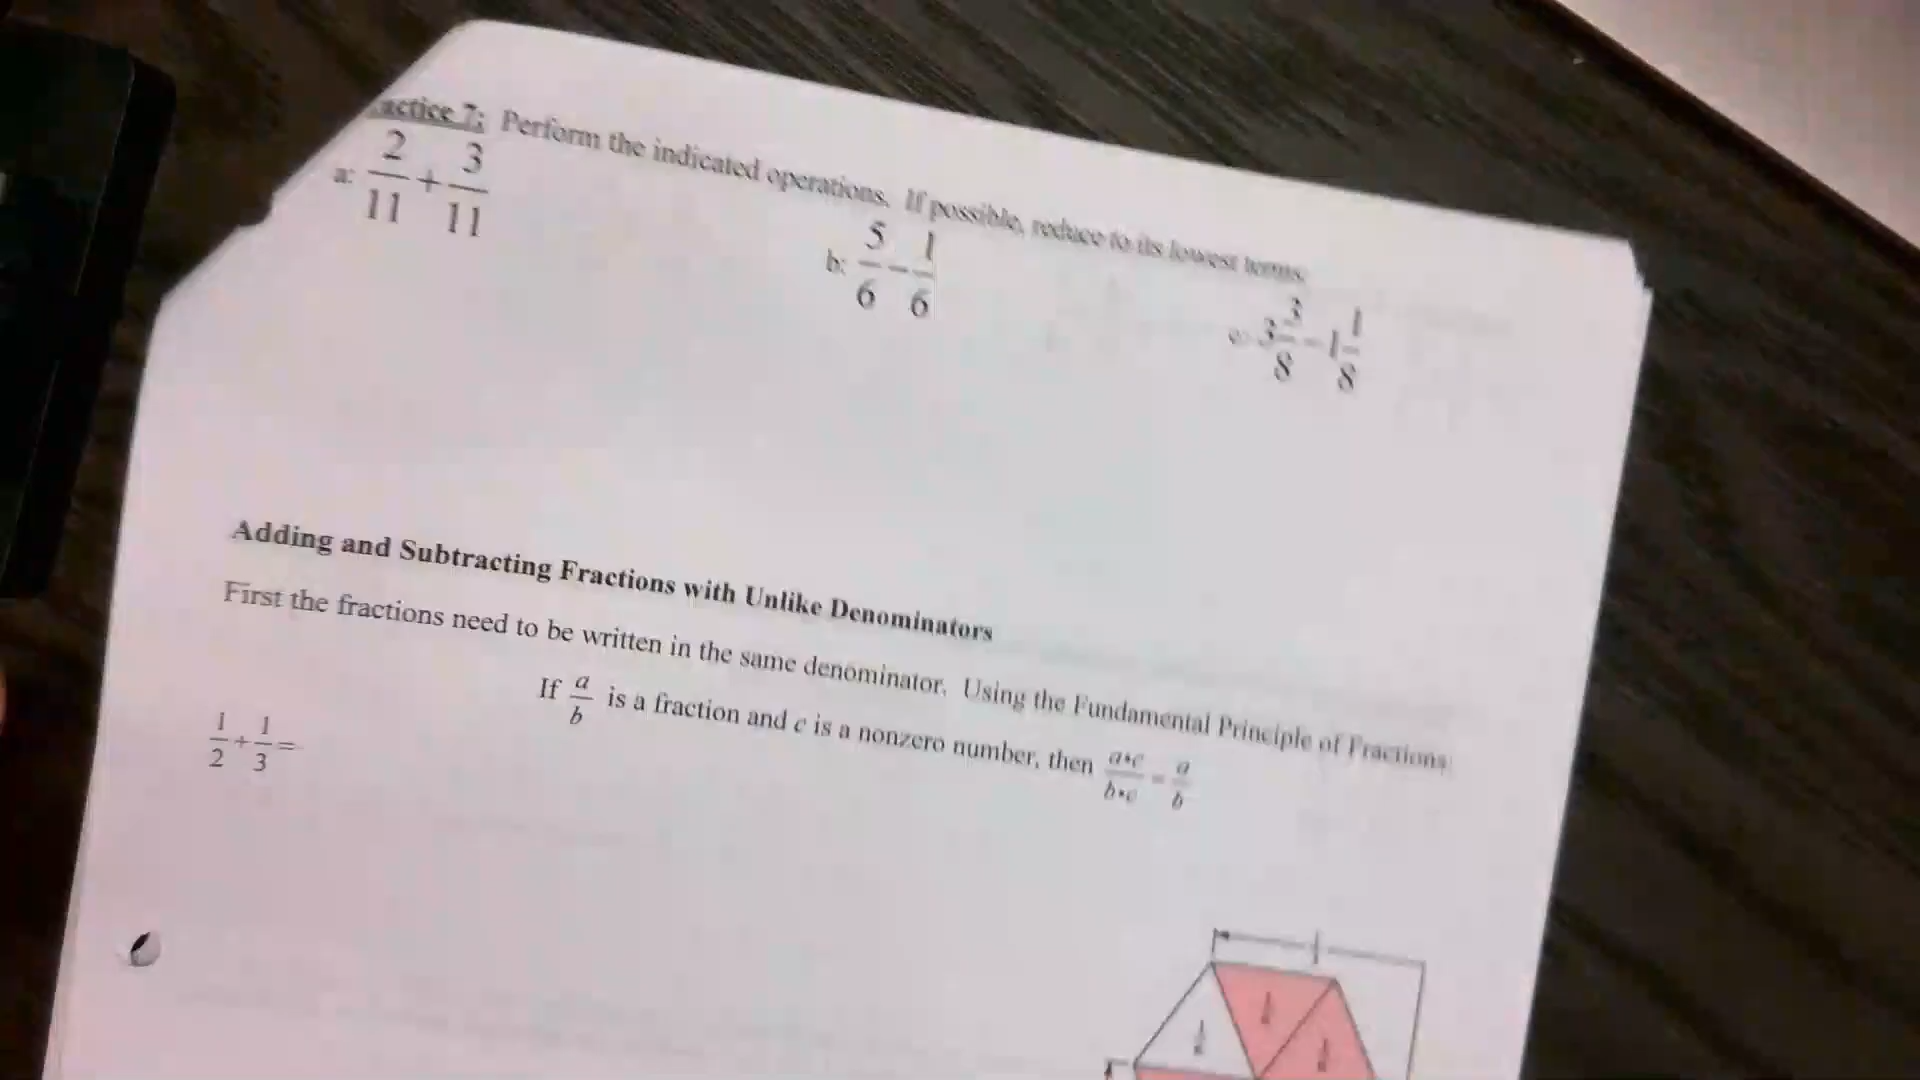 actice 7: Perform the indicated operations. If possible, reduce to its lowest terms.
a: 2/11 + 3/11
b: 5/6 - 1/6
c: 3 3/8 - 1 1/8
Adding and Subtracting Fractions with Unlike Denominators
First the fractions need to be written in the same denominator. Using the Fundamental Principle of Fractions:
If a/b is a fraction and c is a nonzero number, then a•c/b•c = a/b
1/2 + 1/3 =